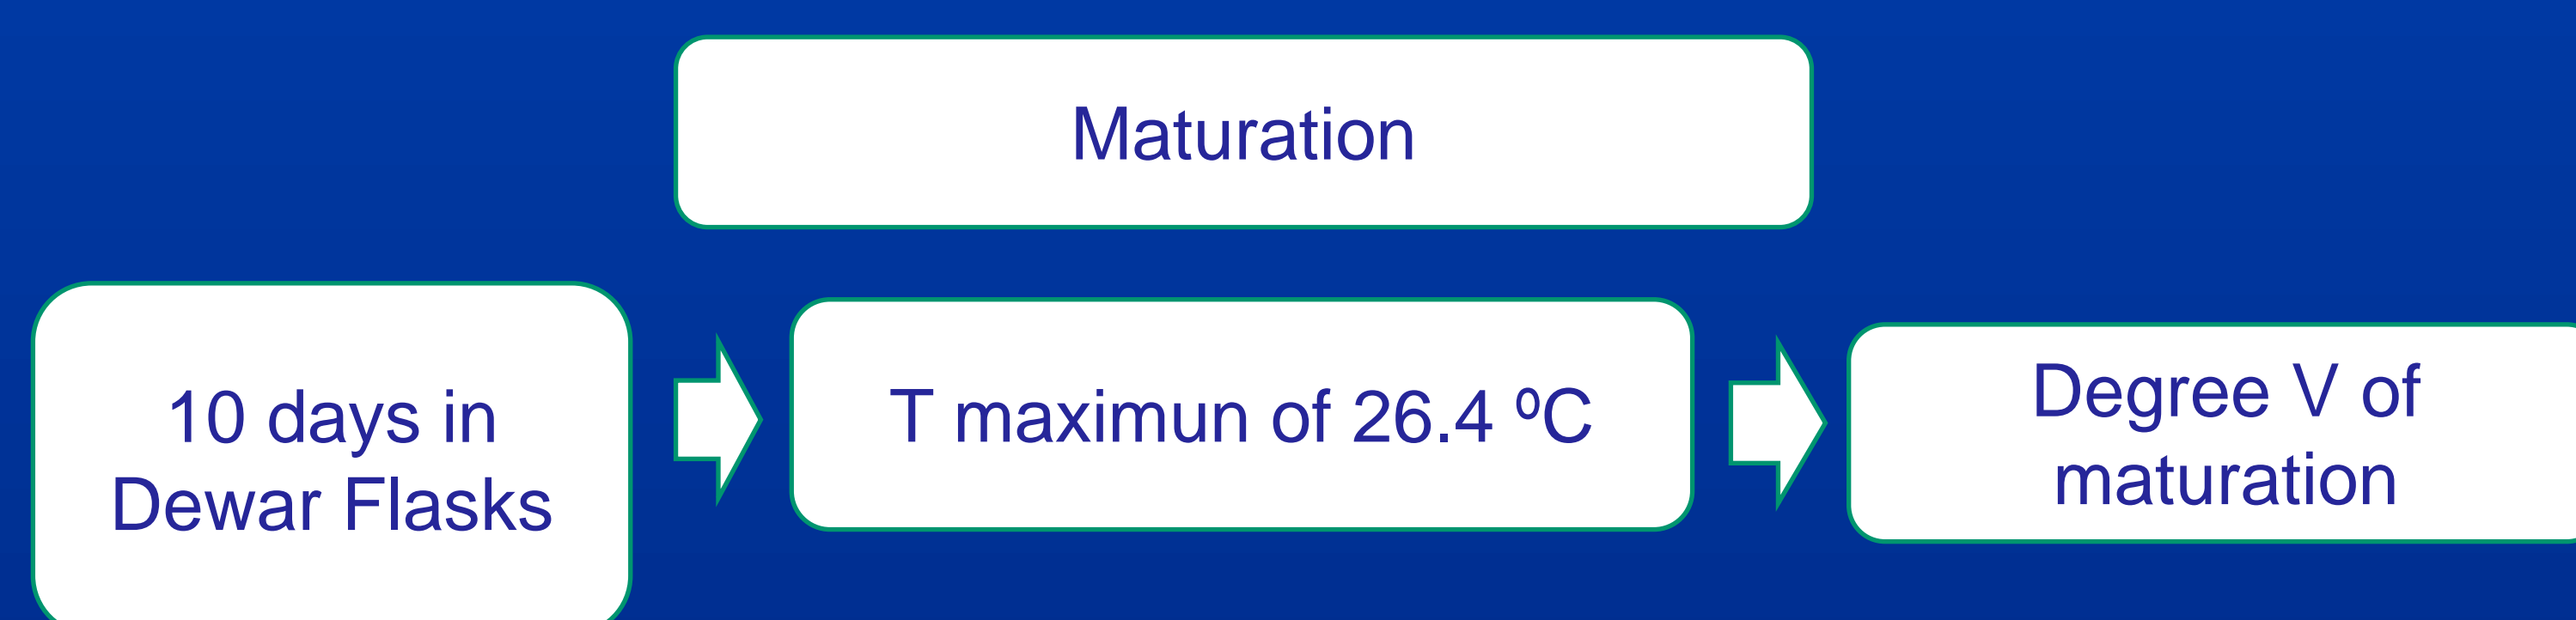 Maturation
10 days in
Dewar Flasks
T maximun of 26.4 ºC
Degree V of
maturation